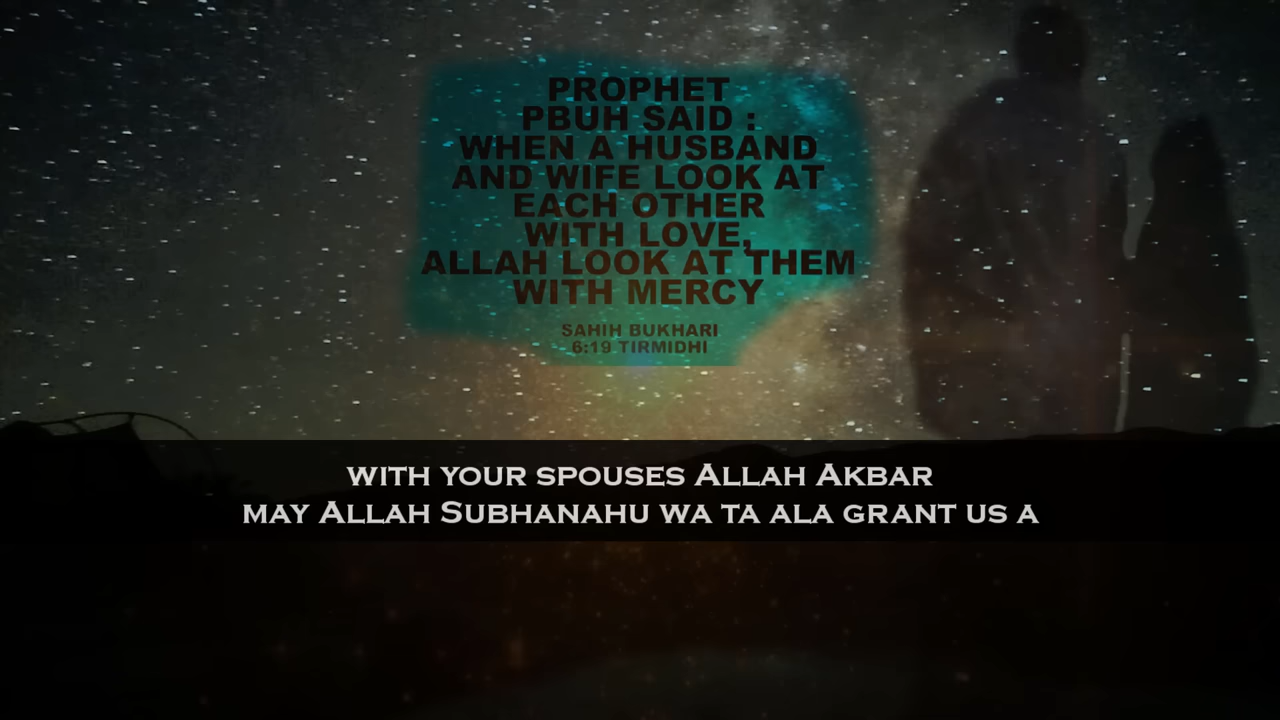 PROPHET
PBUH SAID :
WHEN A HUSBAND
AND WIFE LOOK AT
EACH OTHER
WITH LOVE,
ALLAH LOOK AT THEM
WITH MERCY
SAHIH BUKHARI
6:19 TIRMIDHI
WITH YOUR SPOUSES ALLAH AKBAR
MAY ALLAH SUBHANAHU WA TA ALA GRANT US A